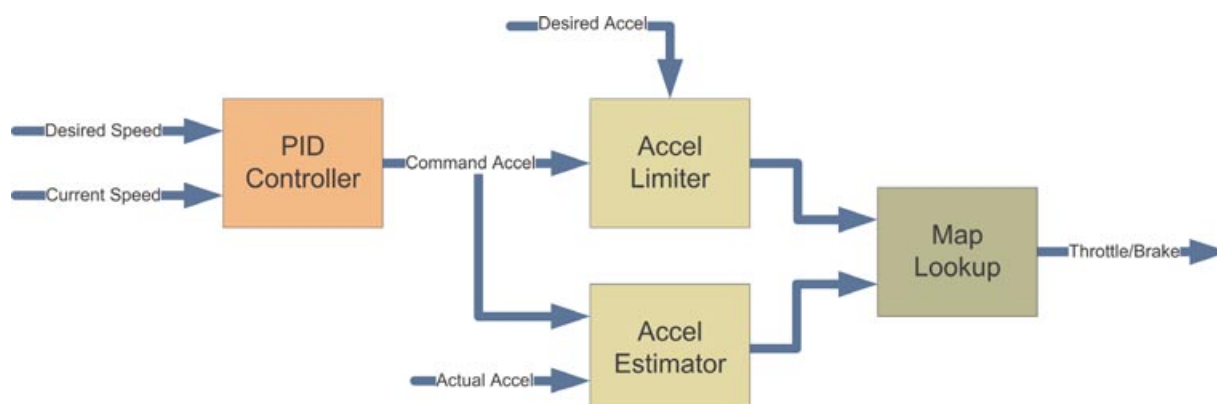 Desired Accel
Desired Speed
Current Speed
PID
Controller
Command Accel
Accel
Limiter
Map
Lookup
Throttle/Brake
Accel
Estimator
Actual Accel